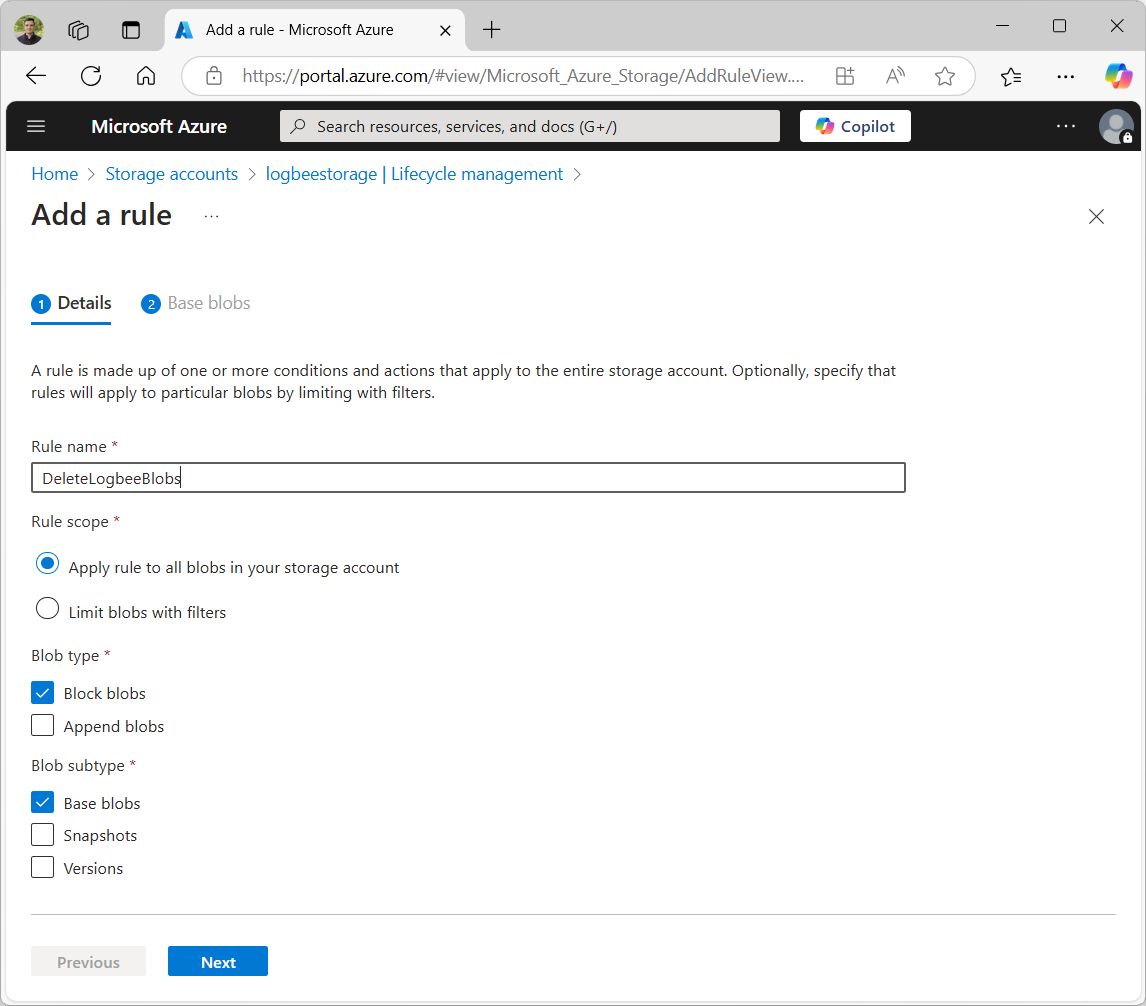 Add a rule - Microsoft Azure
https://portal.azure.com/#view/Microsoft_Azure_Storage/AddRuleView....
Microsoft Azure
Search resources, services, and docs (G+/)
Copilot
Home > Storage accounts > logbeestorage | Lifecycle management >
Add a rule ...
1 Details 2 Base blobs
A rule is made up of one or more conditions and actions that apply to the entire storage account. Optionally, specify that
rules will apply to particular blobs by limiting with filters.
Rule name *
DeleteLogbeeBlobs
Rule scope *
Apply rule to all blobs in your storage account
Limit blobs with filters
Blob type *
Block blobs
Append blobs
Blob subtype *
Base blobs
Snapshots
Versions
Previous Next